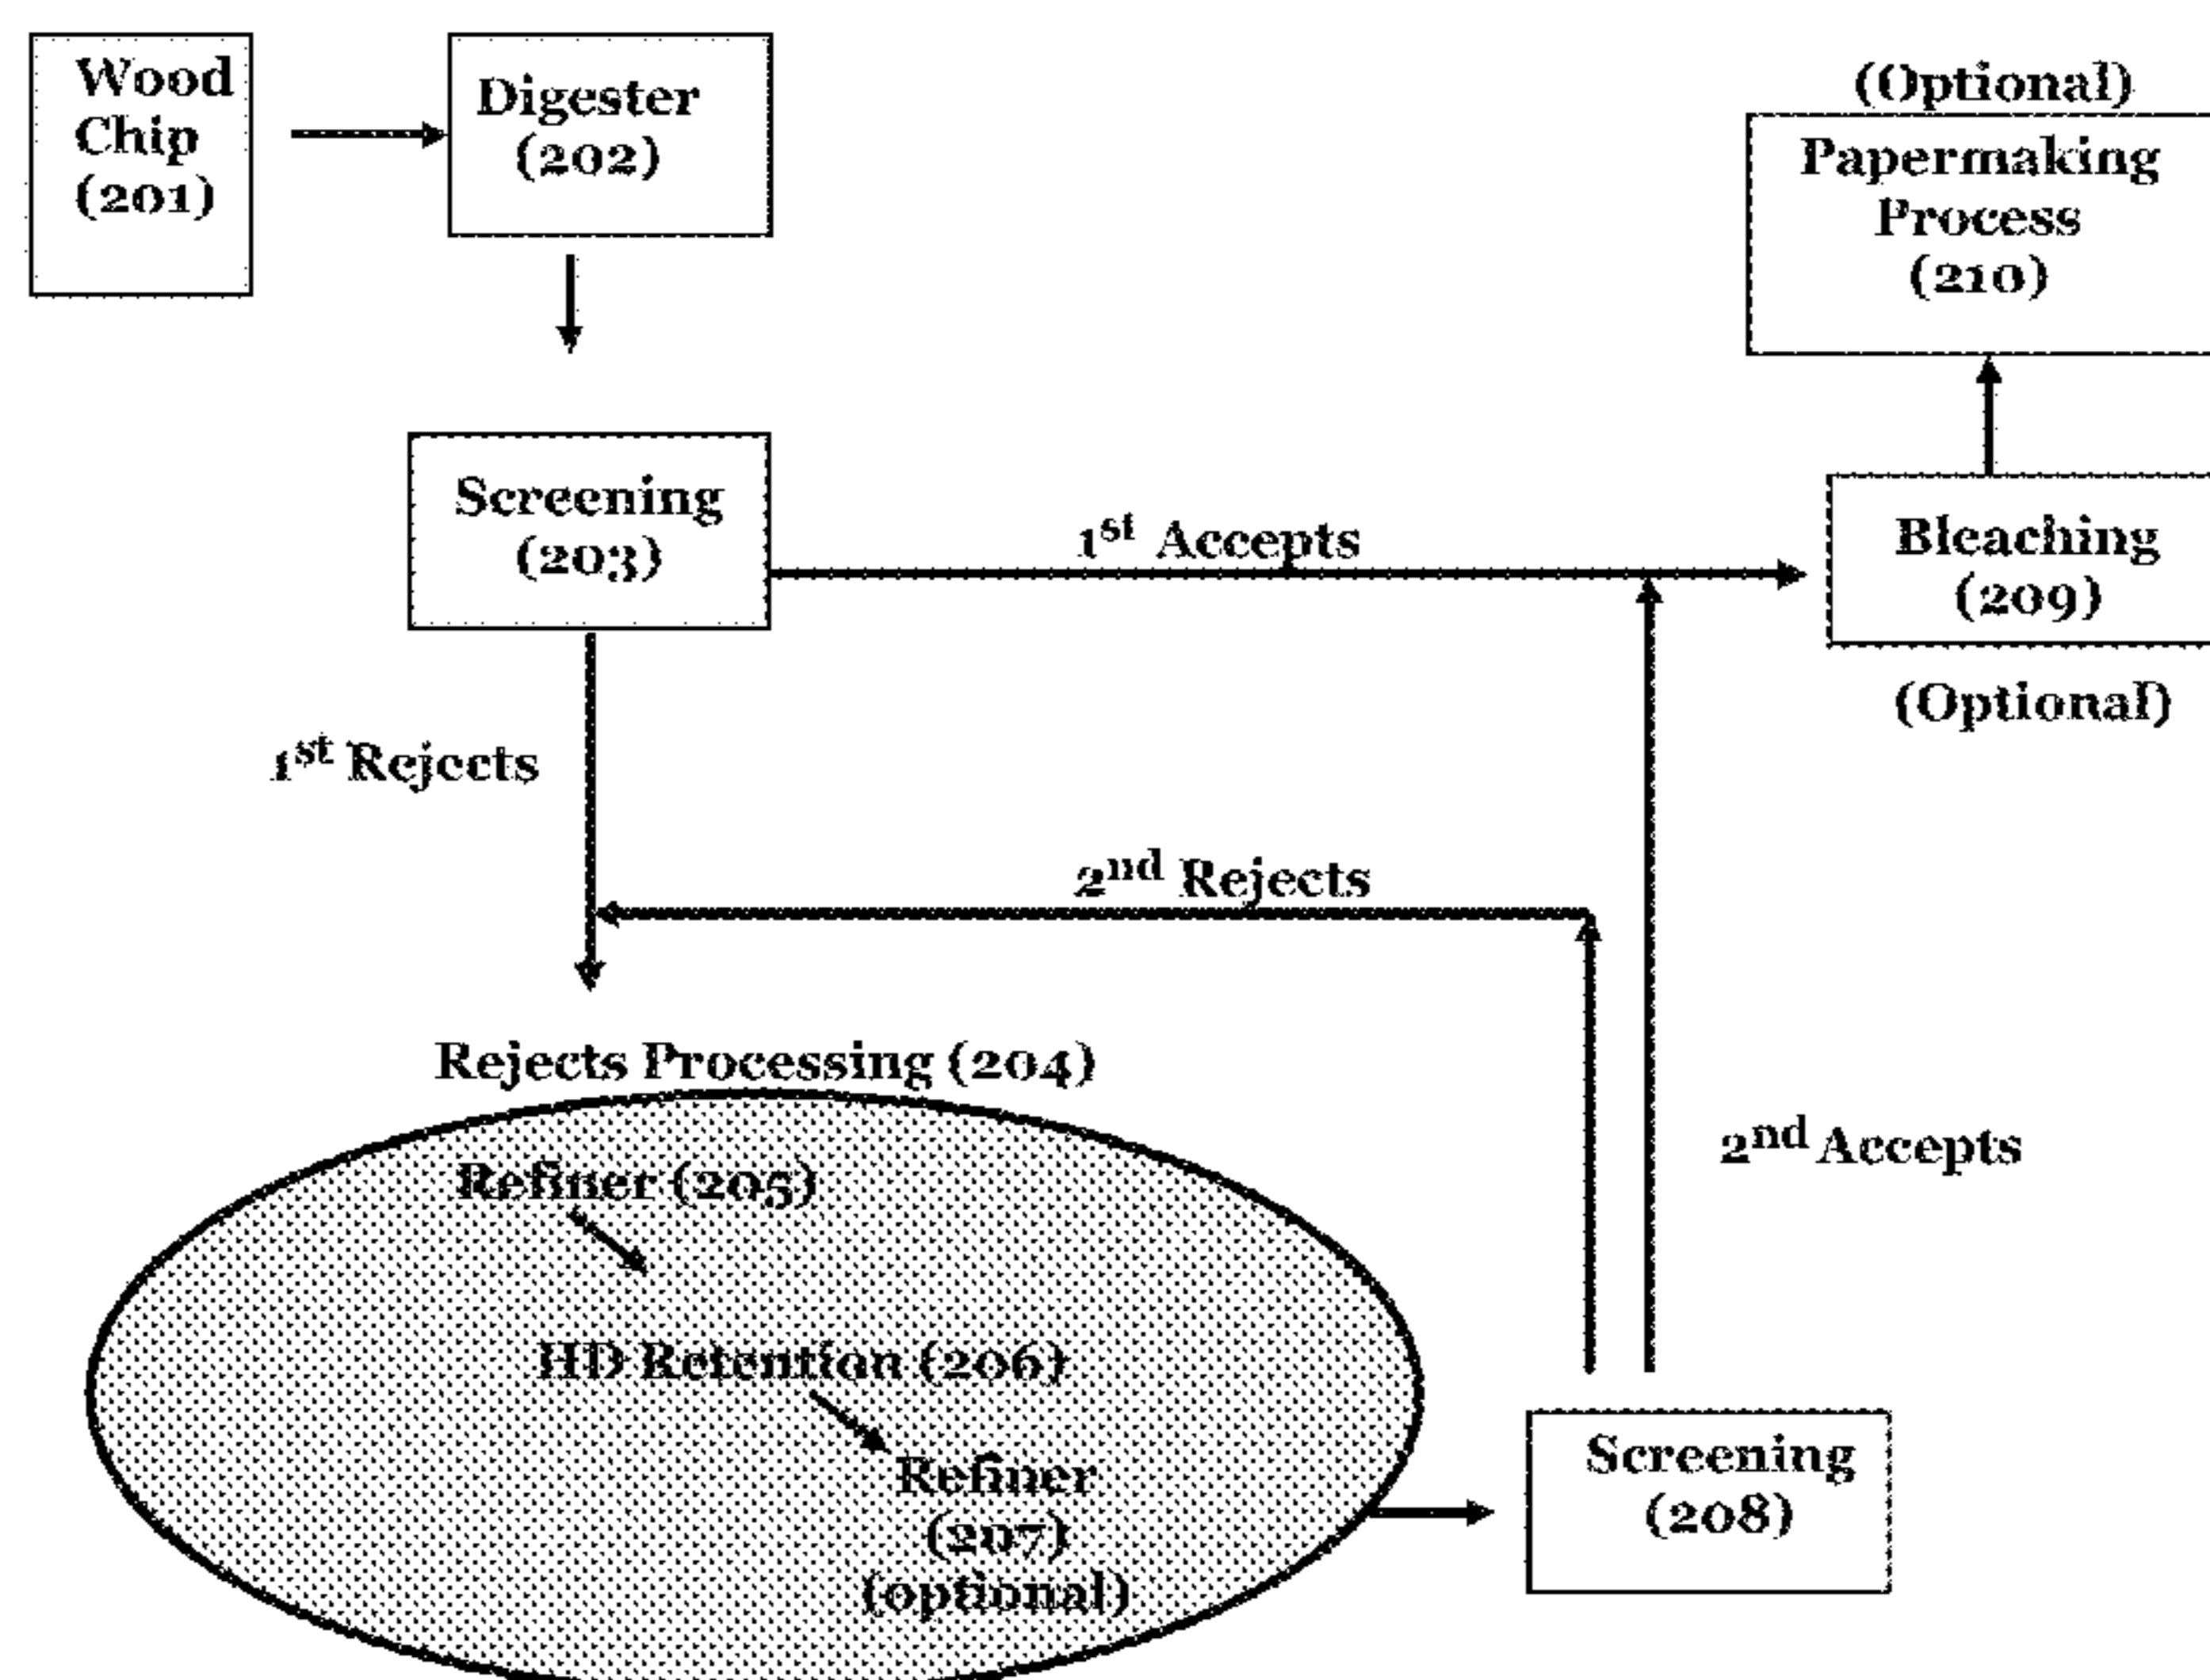 Wood
Chip
(201)
Digester
(202)
(Optional)
Papermaking
Process
(210)
Screening
(203)
1st Accepts
Bleaching
(209)
(Optional)
1st Rejects
2nd Rejects
Rejects Processing (204)
2nd Accepts
Refiner (205)
HD Retention (206)
Refiner
(207)
(optional)
Screening
(208)